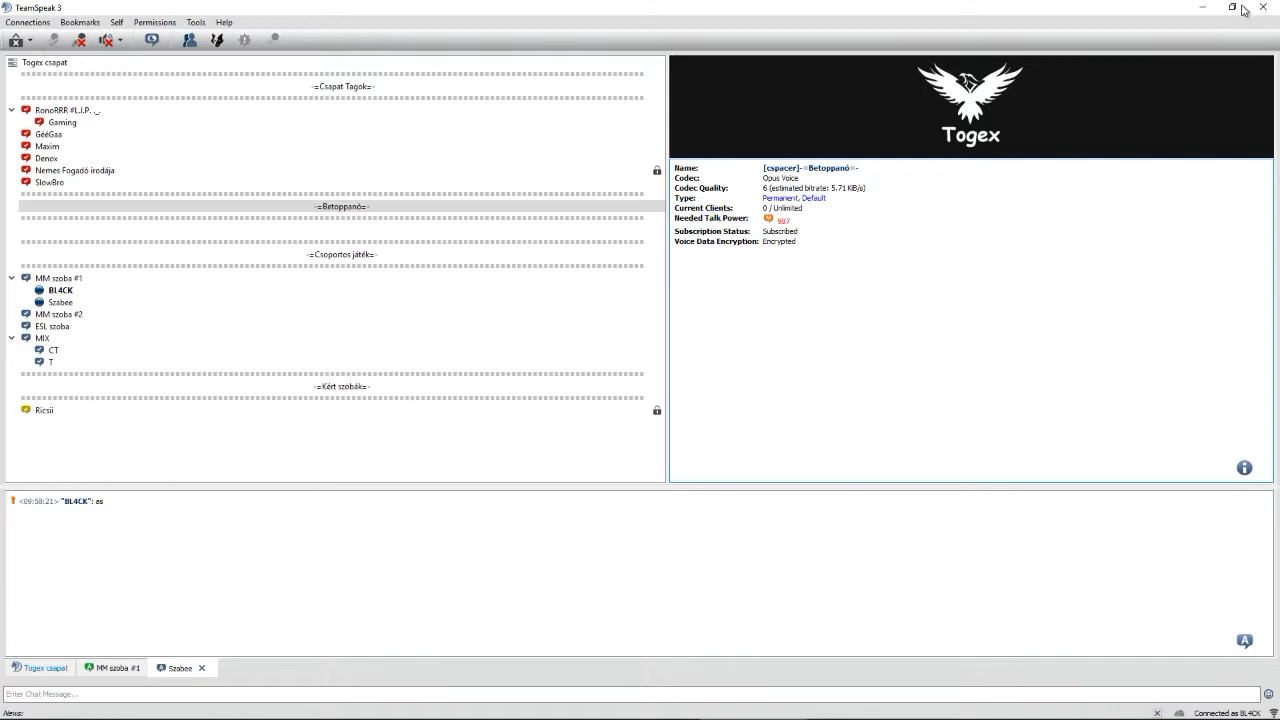 TeamSpeak 3
Connections Bookmarks Self Permissions Tools Help
Togex csapat
-=Csapat Tagok=-
RonoRRR #L.I.P. ._.
Gaming
GééGaa
Maxim
Denox
Nemes Fogadó irodája
SlowBro
-=Betoppanó=-
-=Csoportos játék=-
MM szoba #1
BL4CK
Szabee
MM szoba #2
ESL szoba
MIX
CT
T
-=Kért szobák=-
Ricsii
Togex
Name: [cspacer]-=Betoppanó=-
Codec: Opus Voice
Codec Quality: 6 (estimated bitrate: 5.71 KiB/s)
Type: Permanent, Default
Current Clients: 0 / Unlimited
Needed Talk Power: 987
Subscription Status: Subscribed
Voice Data Encryption: Encrypted
<09:58:21> "BL4CK": as
Togex csapat MM szoba #1 Szabee
Enter Chat Message...
News: Connected as BL4CK